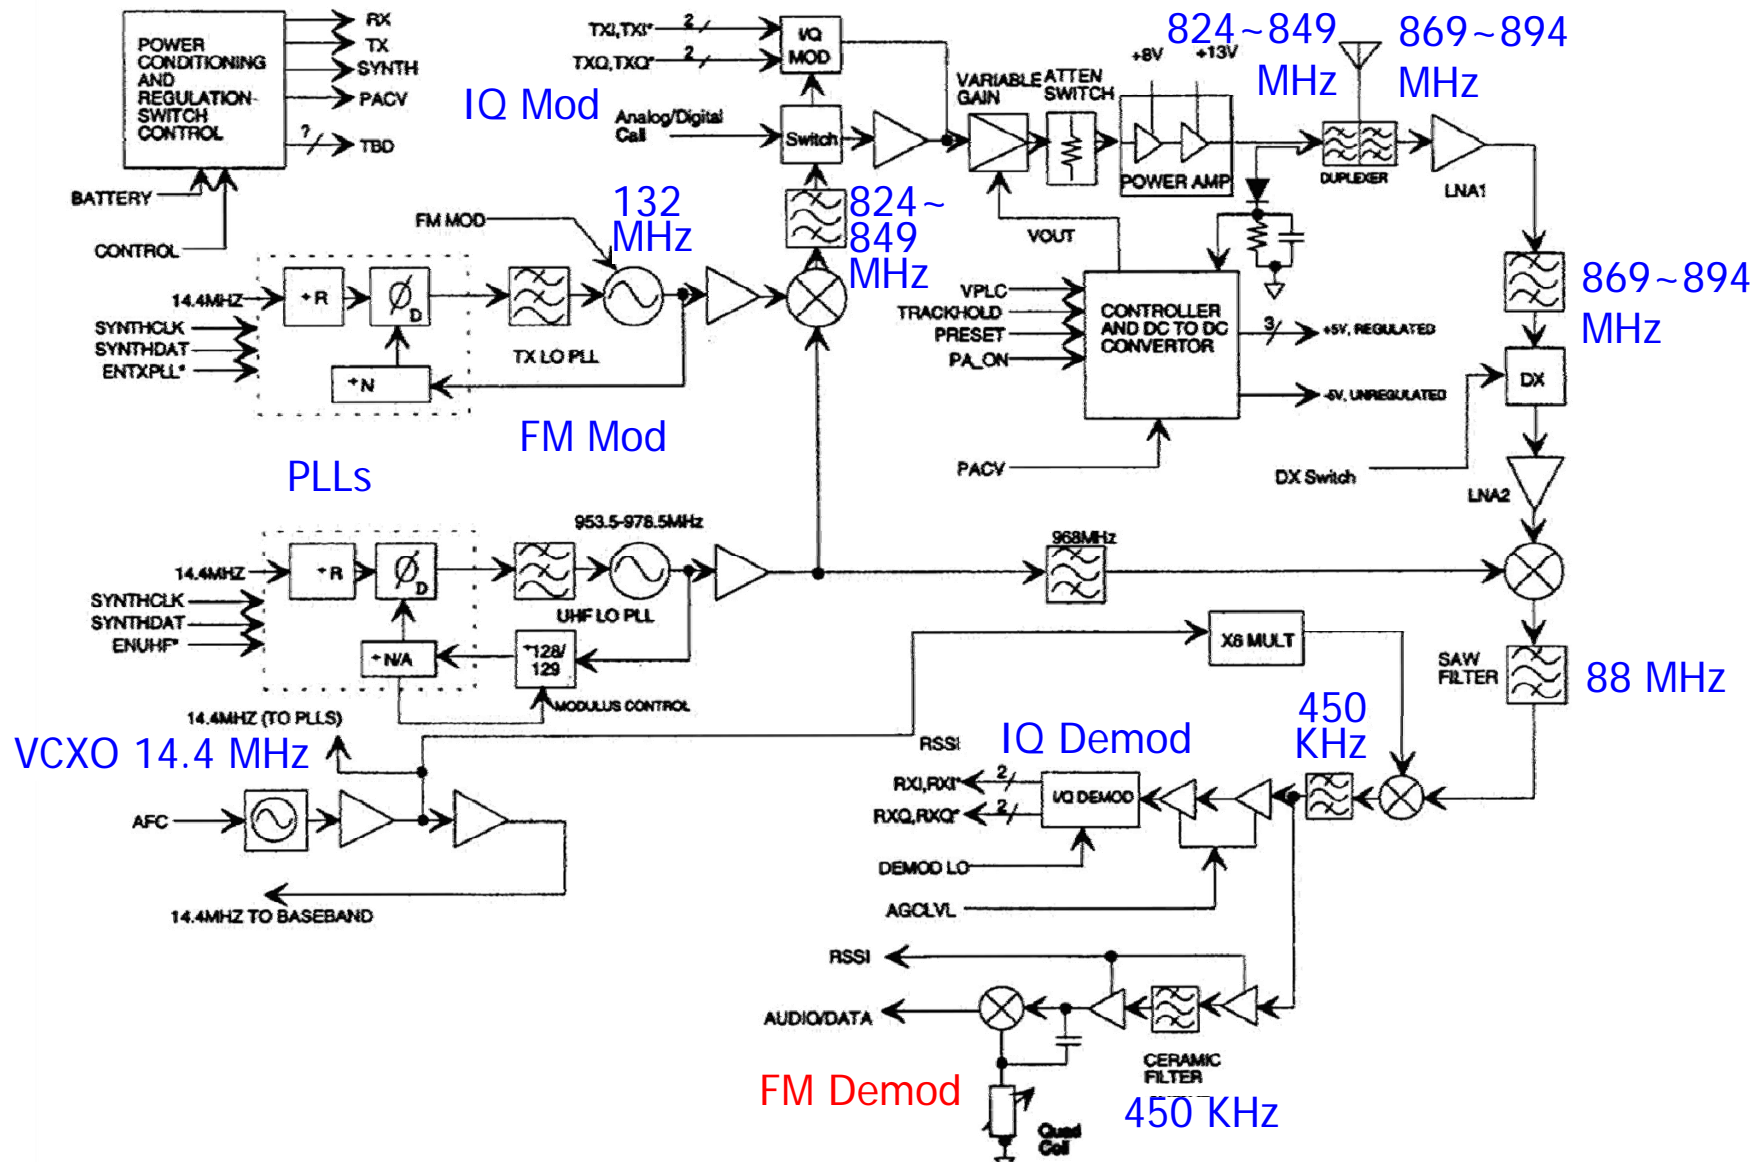 POWER
CONDITIONING
AND
REGULATION-
SWITCH
CONTROL
RX
TX
SYNTH
PACV
?
TBD
BATTERY
CONTROL
TXI,TXI*
2
TXQ,TXQ*
2
I/Q
MOD
IQ Mod
Analog/Digital
Call
Switch
VARIABLE
GAIN
ATTEN
SWITCH
+8V
+13V
POWER AMP
824~849
MHz
869~894
MHz
DUPLEXER
LNA1
FM MOD
132
MHz
824~
849
MHz
VOUT
14.4MHZ
÷R
Ø
D
SYNTHCLK
SYNTHDAT
ENTXPLL*
÷N
TX LO PLL
FM Mod
VPLC
TRACKHOLD
PRESET
PA_ON
CONTROLLER
AND DC TO DC
CONVERTOR
3
+5V, REGULATED
-5V, UNREGULATED
PACV
869~894
MHz
DX
DX Switch
LNA2
PLLs
953.5-978.5MHz
14.4MHZ
÷R
Ø
D
SYNTHCLK
SYNTHDAT
ENUHF*
UHF LO PLL
÷N/A
÷128/
129
MODULUS CONTROL
968MHz
X6 MULT
SAW
FILTER
88 MHz
14.4MHZ (TO PLLS)
VCXO 14.4 MHz
AFC
14.4MHZ TO BASEBAND
RSSI
IQ Demod
450
KHz
RXI,RXI*
2
RXQ,RXQ*
2
I/Q DEMOD
DEMOD LO
AGCLVL
RSSI
AUDIO/DATA
CERAMIC
FILTER
450 KHz
FM Demod
Quad
Coil